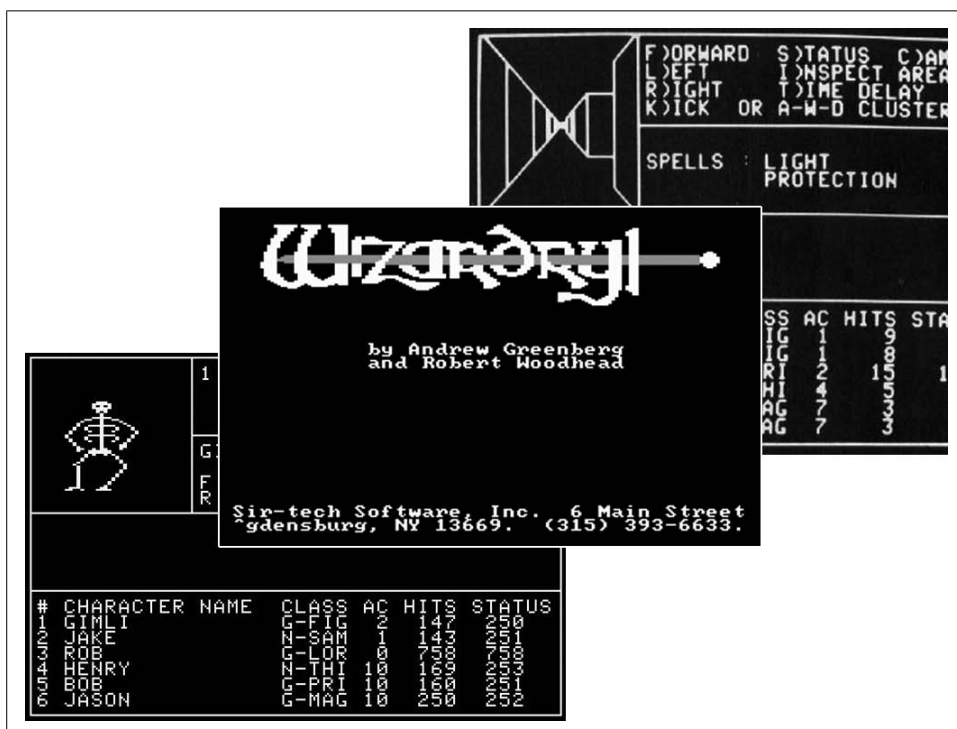 F)ORWARD S)TATUS C)AM
L)EFT I)NSPECT AREA
R)IGHT T)IME DELAY
K)ICK OR A-W-D CLUSTER
SPELLS : LIGHT
PROTECTION
SS AC HITS STA
IG 1 9
IG 1 8
RI 2 15 1
HI 4 5
AG 7 3
AG 7 3
Wizardry
by Andrew Greenberg
and Robert Woodhead
Sir-tech Software, Inc. 6 Main Street
^gdensburg, NY 13669. (315) 393-6633.
1
G
F
R
# CHARACTER NAME CLASS AC HITS STATUS
1 GIMLI G-FIG 2 147 250
2 JAKE N-SAM 1 143 251
3 ROB G-LOR 0 758 758
4 HENRY N-THI 10 169 253
5 BOB G-PRI 10 160 251
6 JASON G-MAG 10 250 252